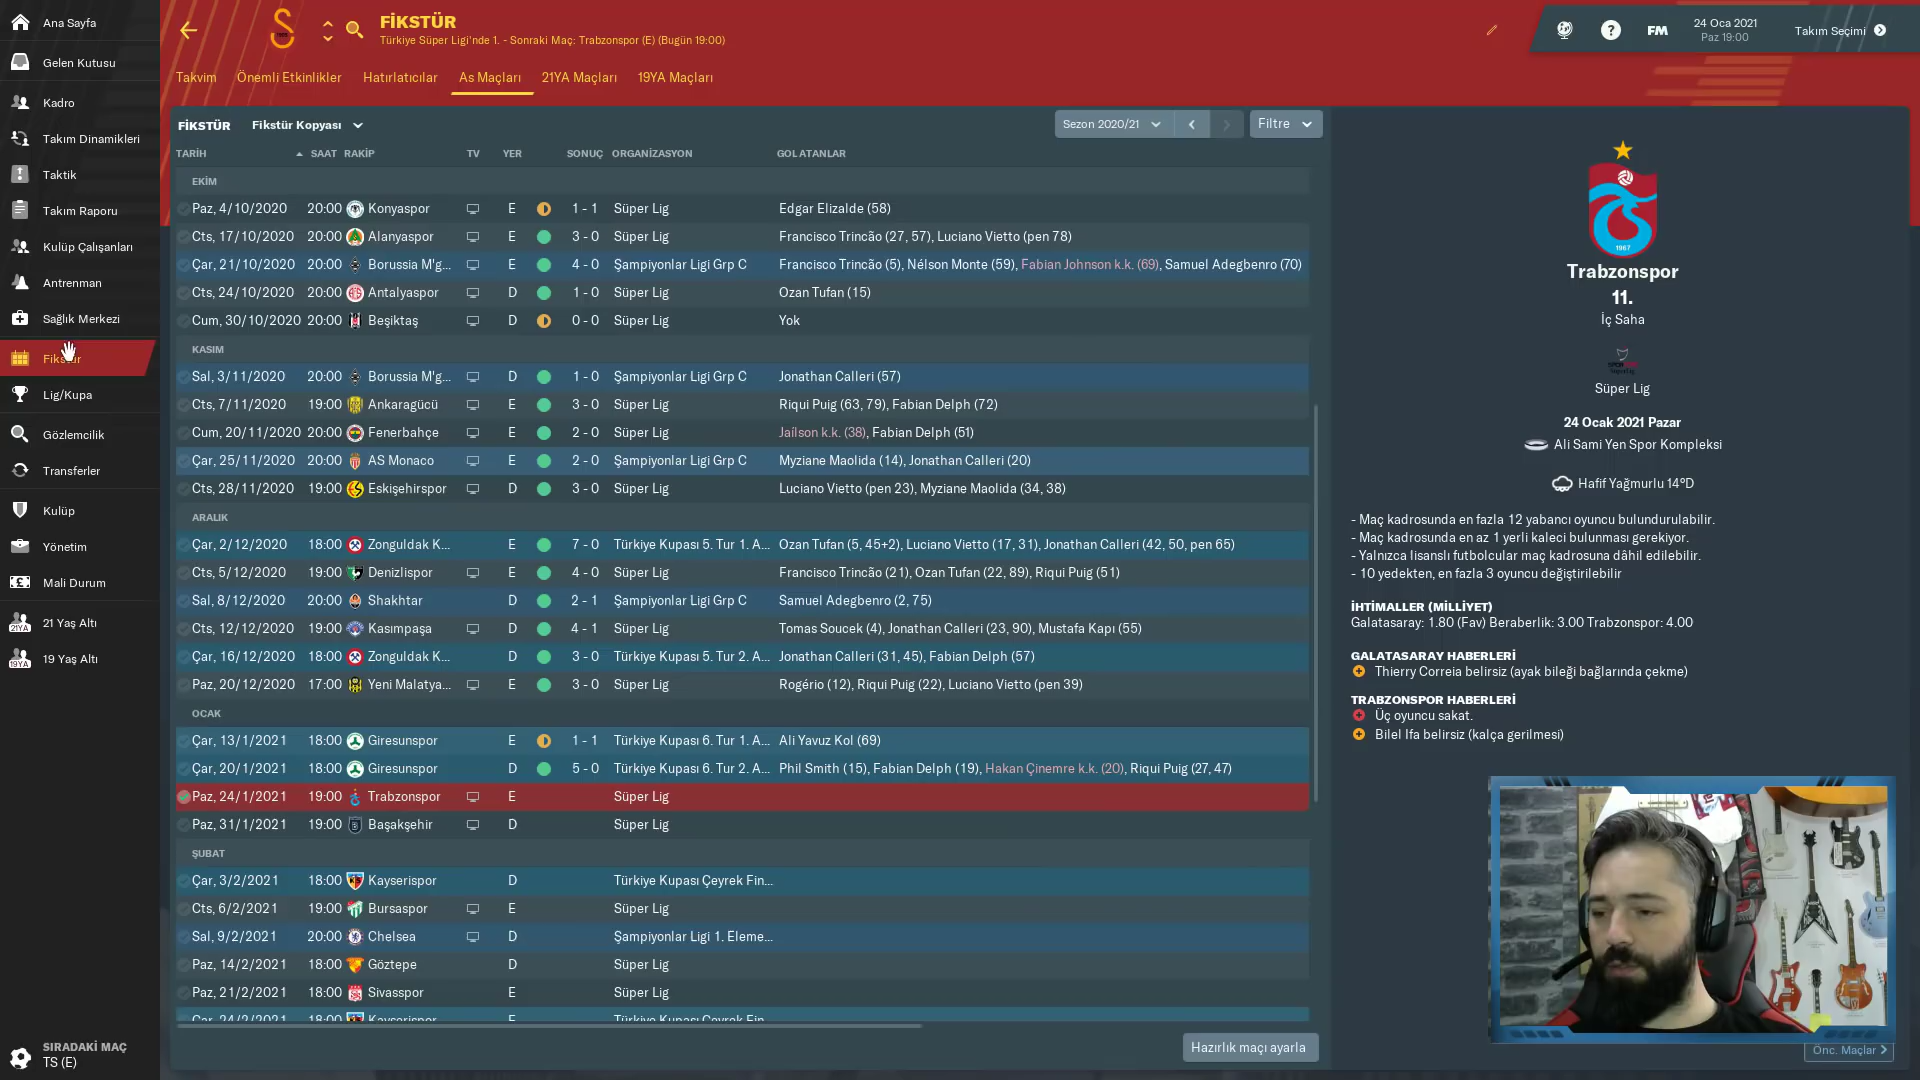 Ana Sayfa
Gelen Kutusu
Kadro
Takım Dinamikleri
Taktik
Takım Raporu
Kulüp Çalışanları
Antrenman
Sağlık Merkezi
Fikstür
Lig/Kupa
Gözlemcilik
Transferler
Kulüp
Yönetim
Mali Durum
21YA 21 Yaş Altı
19YA 19 Yaş Altı
SIRADAKİ MAÇ
TS (E)
FİKSTÜR
Türkiye Süper Ligi'nde 1. - Sonraki Maç: Trabzonspor (E) (Bugün 19:00)
FM
24 Oca 2021
Paz 19:00
Takım Seçimi
Takvim Önemli Etkinlikler Hatırlatıcılar As Maçları 21YA Maçları 19YA Maçları
FİKSTÜR Fikstür Kopyası Sezon 2020/21 Filtre
TARİH SAAT RAKİP TV YER SONUÇ ORGANİZASYON GOL ATANLAR
EKİM
Paz, 4/10/2020 20:00 Konyaspor E 1 - 1 Süper Lig Edgar Elizalde (58)
Cts, 17/10/2020 20:00 Alanyaspor E 3 - 0 Süper Lig Francisco Trincão (27, 57), Luciano Vietto (pen 78)
Çar, 21/10/2020 20:00 Borussia M'g... E 4 - 0 Şampiyonlar Ligi Grp C Francisco Trincão (5), Nélson Monte (59), Fabian Johnson k.k. (69), Samuel Adegbenro (70)
Cts, 24/10/2020 20:00 Antalyaspor D 1 - 0 Süper Lig Ozan Tufan (15)
Cum, 30/10/2020 20:00 Beşiktaş D 0 - 0 Süper Lig Yok
KASIM
Sal, 3/11/2020 20:00 Borussia M'g... D 1 - 0 Şampiyonlar Ligi Grp C Jonathan Calleri (57)
Cts, 7/11/2020 19:00 Ankaragücü E 3 - 0 Süper Lig Riqui Puig (63, 79), Fabian Delph (72)
Cum, 20/11/2020 20:00 Fenerbahçe E 2 - 0 Süper Lig Jaílson k.k. (38), Fabian Delph (51)
Çar, 25/11/2020 20:00 AS Monaco E 2 - 0 Şampiyonlar Ligi Grp C Myziane Maolida (14), Jonathan Calleri (20)
Cts, 28/11/2020 19:00 Eskişehirspor D 3 - 0 Süper Lig Luciano Vietto (pen 23), Myziane Maolida (34, 38)
ARALIK
Çar, 2/12/2020 18:00 Zonguldak K... E 7 - 0 Türkiye Kupası 5. Tur 1. A... Ozan Tufan (5, 45+2), Luciano Vietto (17, 31), Jonathan Calleri (42, 50, pen 65)
Cts, 5/12/2020 19:00 Denizlispor E 4 - 0 Süper Lig Francisco Trincão (21), Ozan Tufan (22, 89), Riqui Puig (51)
Sal, 8/12/2020 20:00 Shakhtar D 2 - 1 Şampiyonlar Ligi Grp C Samuel Adegbenro (2, 75)
Cts, 12/12/2020 19:00 Kasımpaşa D 4 - 1 Süper Lig Tomas Soucek (4), Jonathan Calleri (23, 90), Mustafa Kapı (55)
Çar, 16/12/2020 18:00 Zonguldak K... D 3 - 0 Türkiye Kupası 5. Tur 2. A... Jonathan Calleri (31, 45), Fabian Delph (57)
Paz, 20/12/2020 17:00 Yeni Malatya... E 3 - 0 Süper Lig Rogério (12), Riqui Puig (22), Luciano Vietto (pen 39)
OCAK
Çar, 13/1/2021 18:00 Giresunspor E 1 - 1 Türkiye Kupası 6. Tur 1. A... Ali Yavuz Kol (69)
Çar, 20/1/2021 18:00 Giresunspor D 5 - 0 Türkiye Kupası 6. Tur 2. A... Phil Smith (15), Fabian Delph (19), Hakan Çinemre k.k. (20), Riqui Puig (27, 47)
Paz, 24/1/2021 19:00 Trabzonspor E Süper Lig
Paz, 31/1/2021 19:00 Başakşehir D Süper Lig
ŞUBAT
Çar, 3/2/2021 18:00 Kayserispor D Türkiye Kupası Çeyrek Fin...
Cts, 6/2/2021 19:00 Bursaspor E Süper Lig
Sal, 9/2/2021 20:00 Chelsea D Şampiyonlar Ligi 1. Eleme...
Paz, 14/2/2021 18:00 Göztepe D Süper Lig
Paz, 21/2/2021 18:00 Sivasspor E Süper Lig
Çar, 24/2/2021 18:00 Kayserispor E Türkiye Kupası Çeyrek Fin...
Hazırlık maçı ayarla
1967
Trabzonspor
11.
İç Saha
Süper Lig
24 Ocak 2021 Pazar
Ali Sami Yen Spor Kompleksi
Hafif Yağmurlu 14°D
- Maç kadrosunda en fazla 12 yabancı oyuncu bulundurulabilir.
- Maç kadrosunda en az 1 yerli kaleci bulunması gerekiyor.
- Yalnızca lisanslı futbolcular maç kadrosuna dâhil edilebilir.
- 10 yedekten, en fazla 3 oyuncu değiştirilebilir
İHTİMALLER (MİLLİYET)
Galatasaray: 1.80 (Fav) Beraberlik: 3.00 Trabzonspor: 4.00
GALATASARAY HABERLERİ
Thierry Correia belirsiz (ayak bileği bağlarında çekme)
TRABZONSPOR HABERLERİ
Üç oyuncu sakat.
Bilel Ifa belirsiz (kalça gerilmesi)
Önc. Maçlar